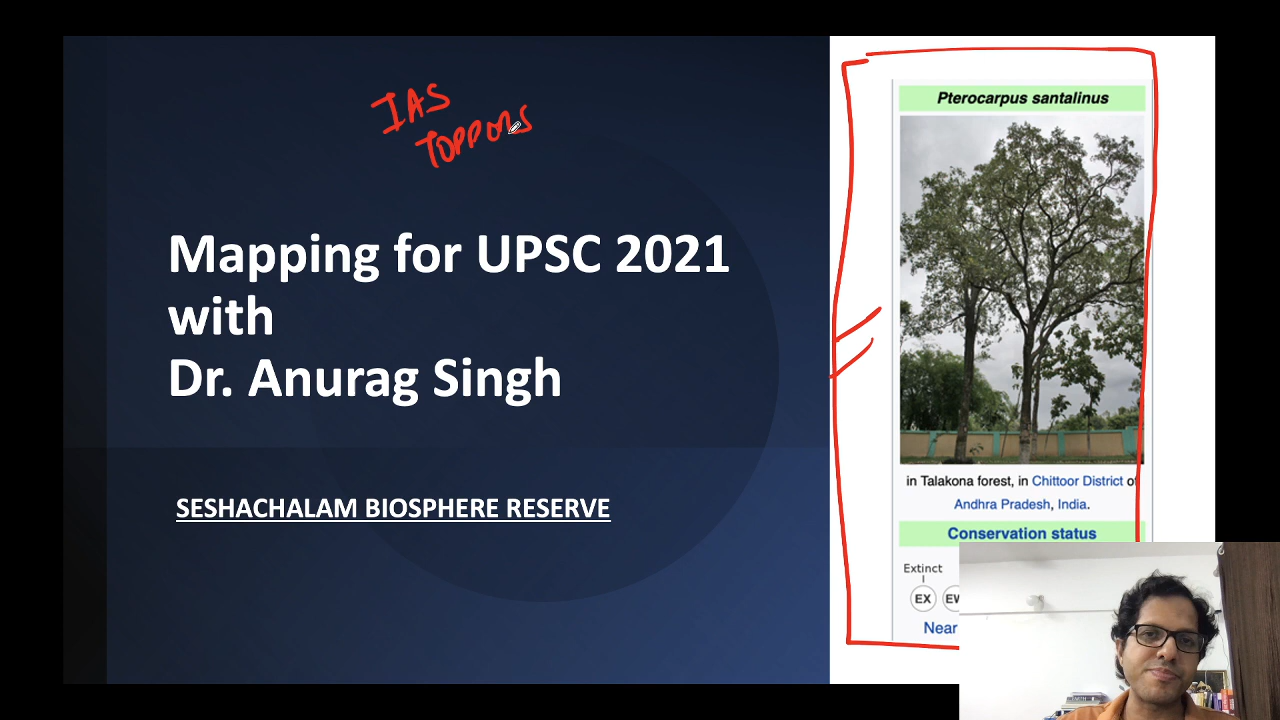 IAS
TOPPORS
Mapping for UPSC 2021
with
Dr. Anurag Singh
SESHACHALAM BIOSPHERE RESERVE
Pterocarpus santalinus
in Talakona forest, in Chittoor District of
Andhra Pradesh, India.
Conservation status
Extinct
EX
Near